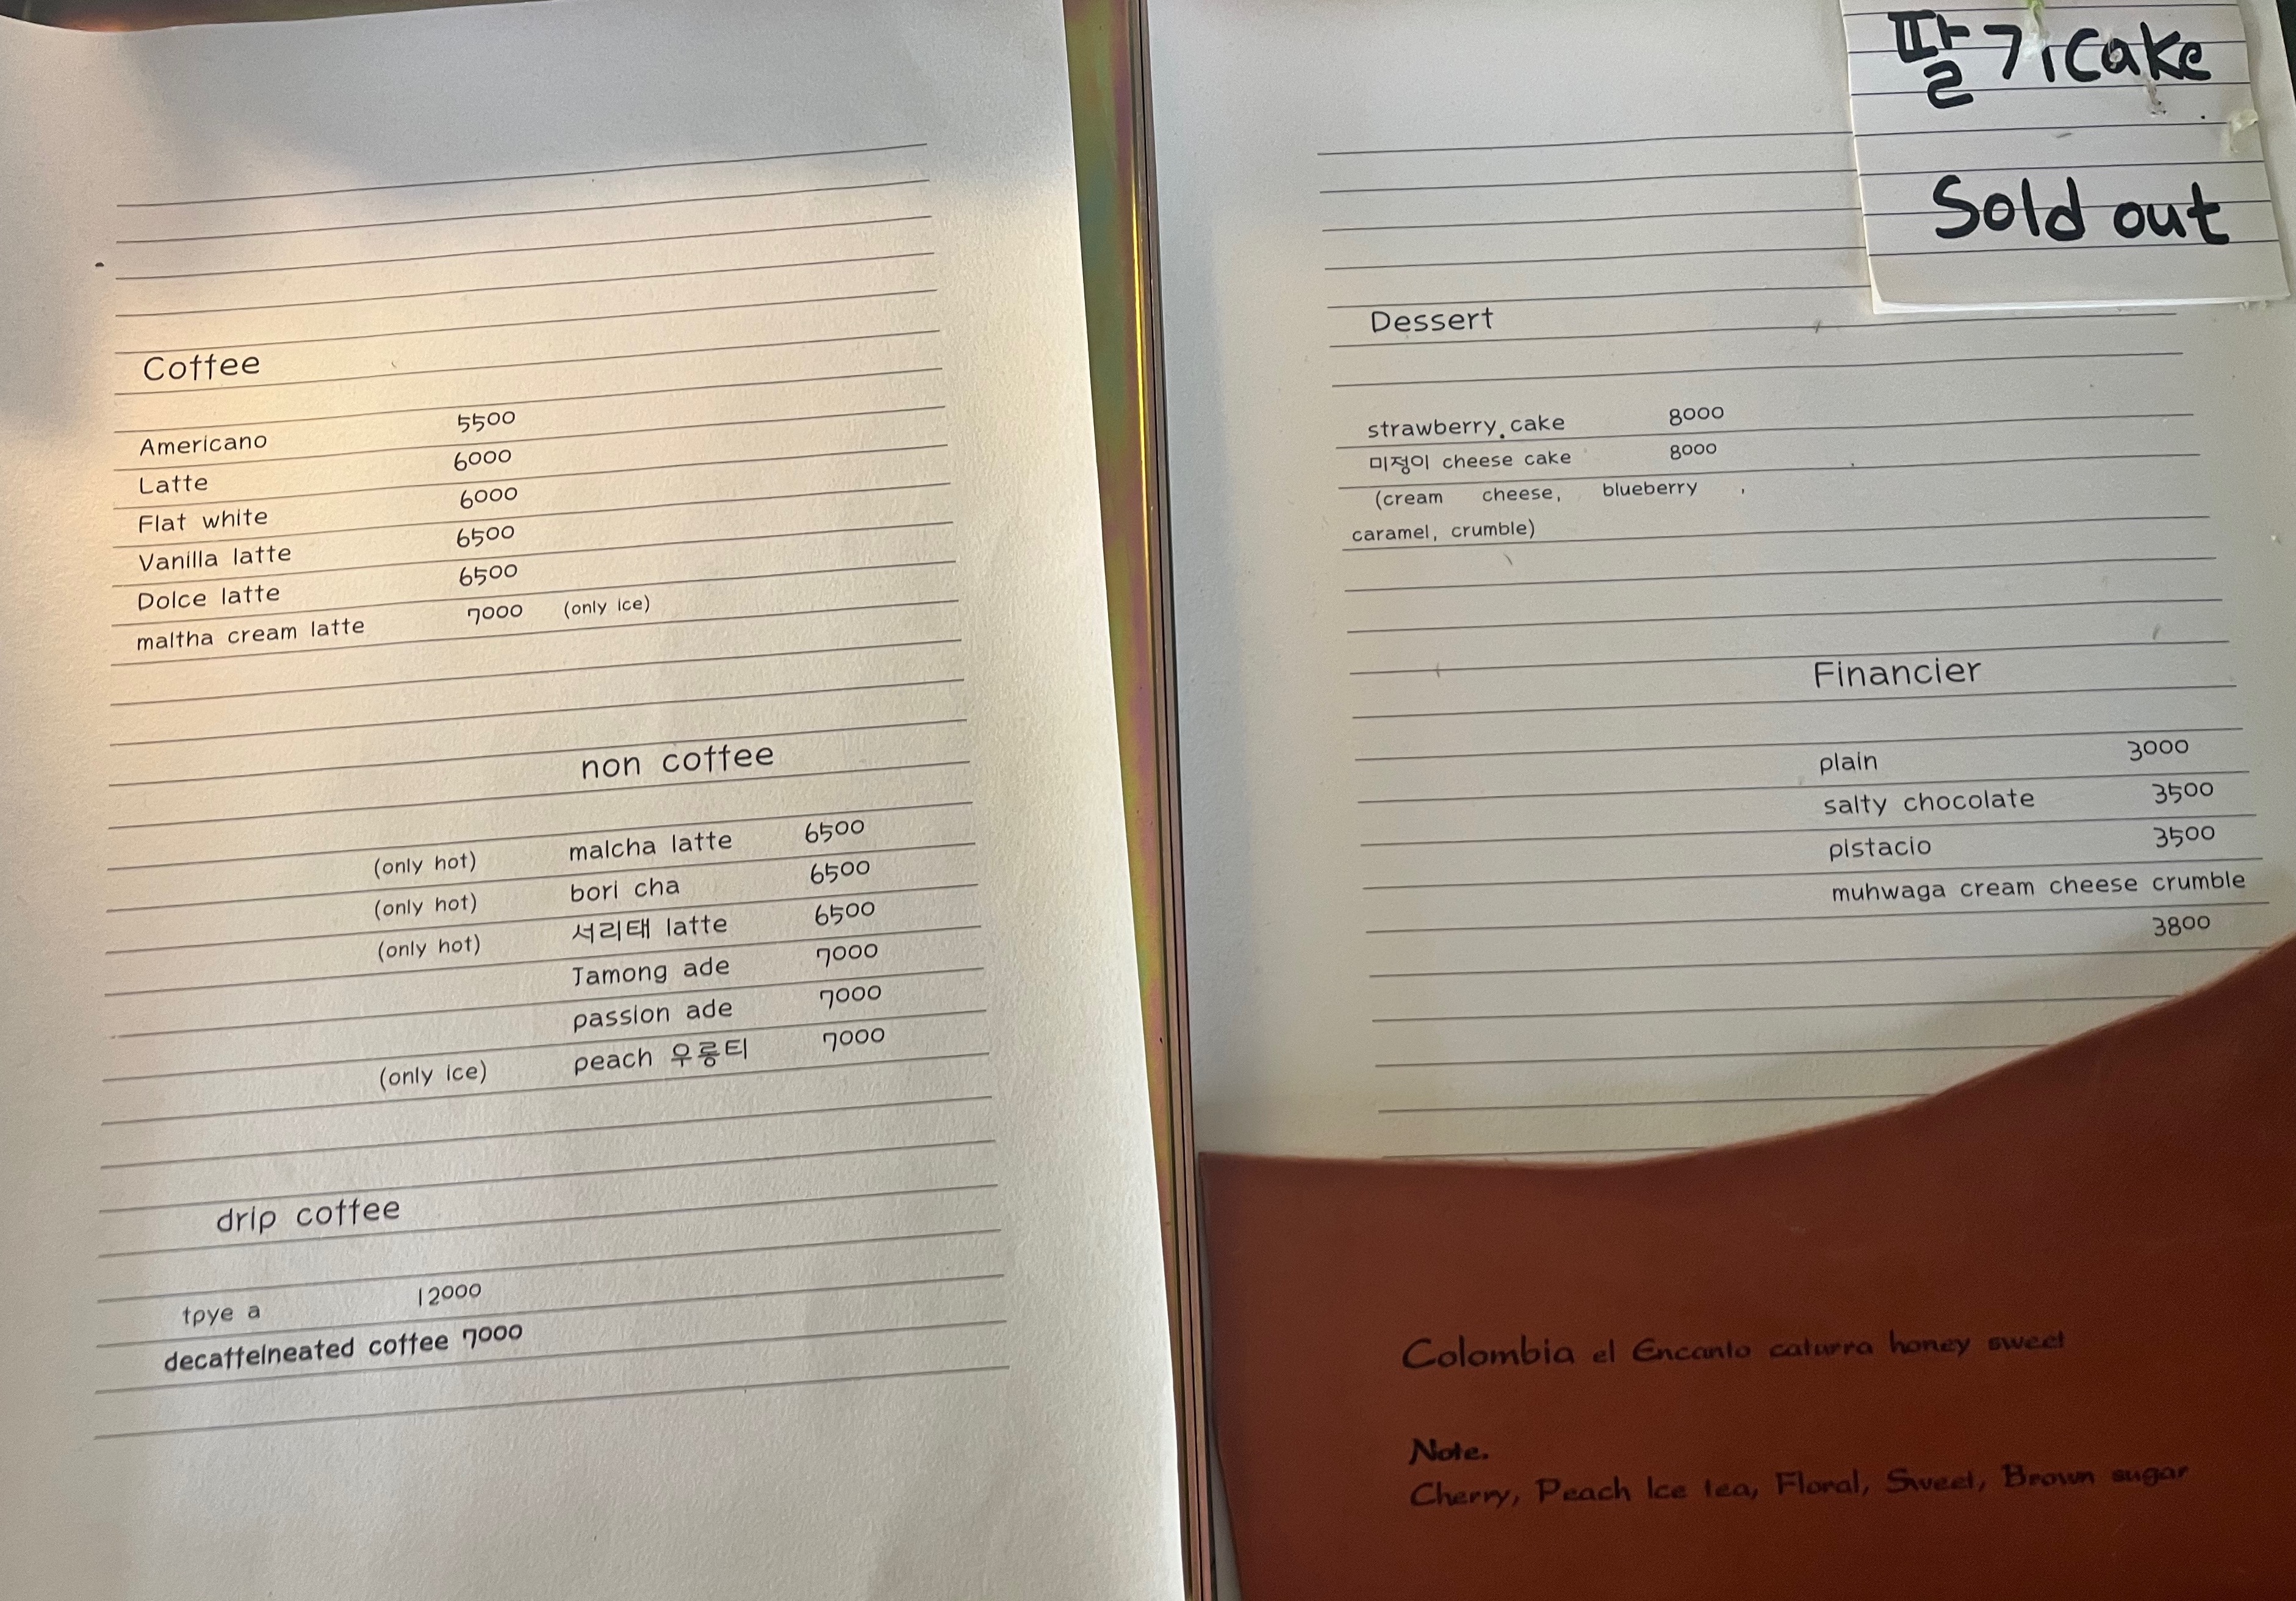 Coffee
Americano 5500
Latte 6000
Flat white 6000
Vanilla latte 6500
Dolce latte 6500
maltha cream latte 7000 (only ice)
non coffee
(only hot) malcha latte 6500
(only hot) bori cha 6500
(only hot) 서리태 latte 6500
Jamong ade 7000
passion ade 7000
(only ice) peach 우롱티 7000
drip coffee
tpye a 12000
decaffeineated coffee 7000
딸기cake
Sold out
Dessert
strawberry cake 8000
미정이 cheese cake 8000
(cream cheese, blueberry ,
caramel, crumble)
Financier
plain 3000
salty chocolate 3500
pistacio 3500
muhwaga cream cheese crumble
3800
Colombia el Encanto caturra honey sweet
Note.
Cherry, Peach Ice tea, Floral, Sweet, Brown sugar